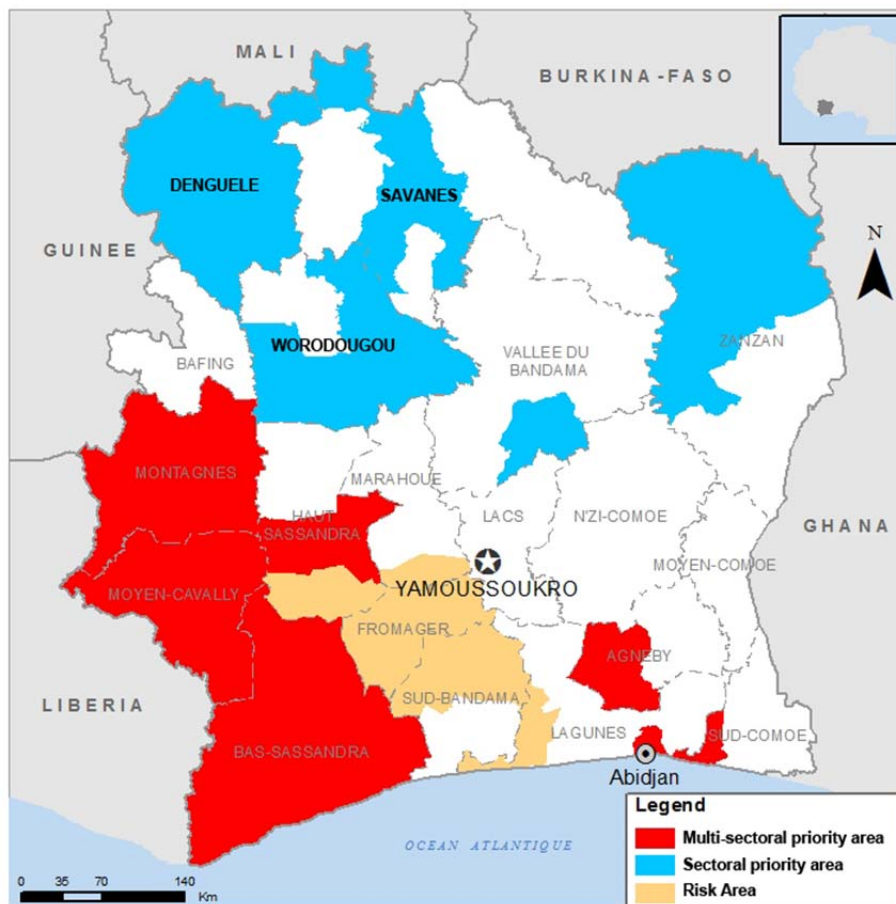 MALI
BURKINA-FASO
DENGUELE
SAVANES
GUINEE
N
WORODOUGOU
ZANZAN
BAFING
VALLEE DU
BANDAMA
MONTAGNES
MARAHOUE
HAUT
SASSANDRA
LACS
N'ZI-COMOE
GHANA
MOYEN-COMOE
MOYEN-CAVALLY
YAMOUSSOUKRO
FROMAGER
AGNEBY
SUD-BANDAMA
LIBERIA
LAGUNES
SUD-COMOE
BAS-SASSANDRA
Abidjan
Legend
Multi-sectoral priority area
Sectoral priority area
Risk Area
OCEAN ATLANTIQUE
0 35 70 140
Km